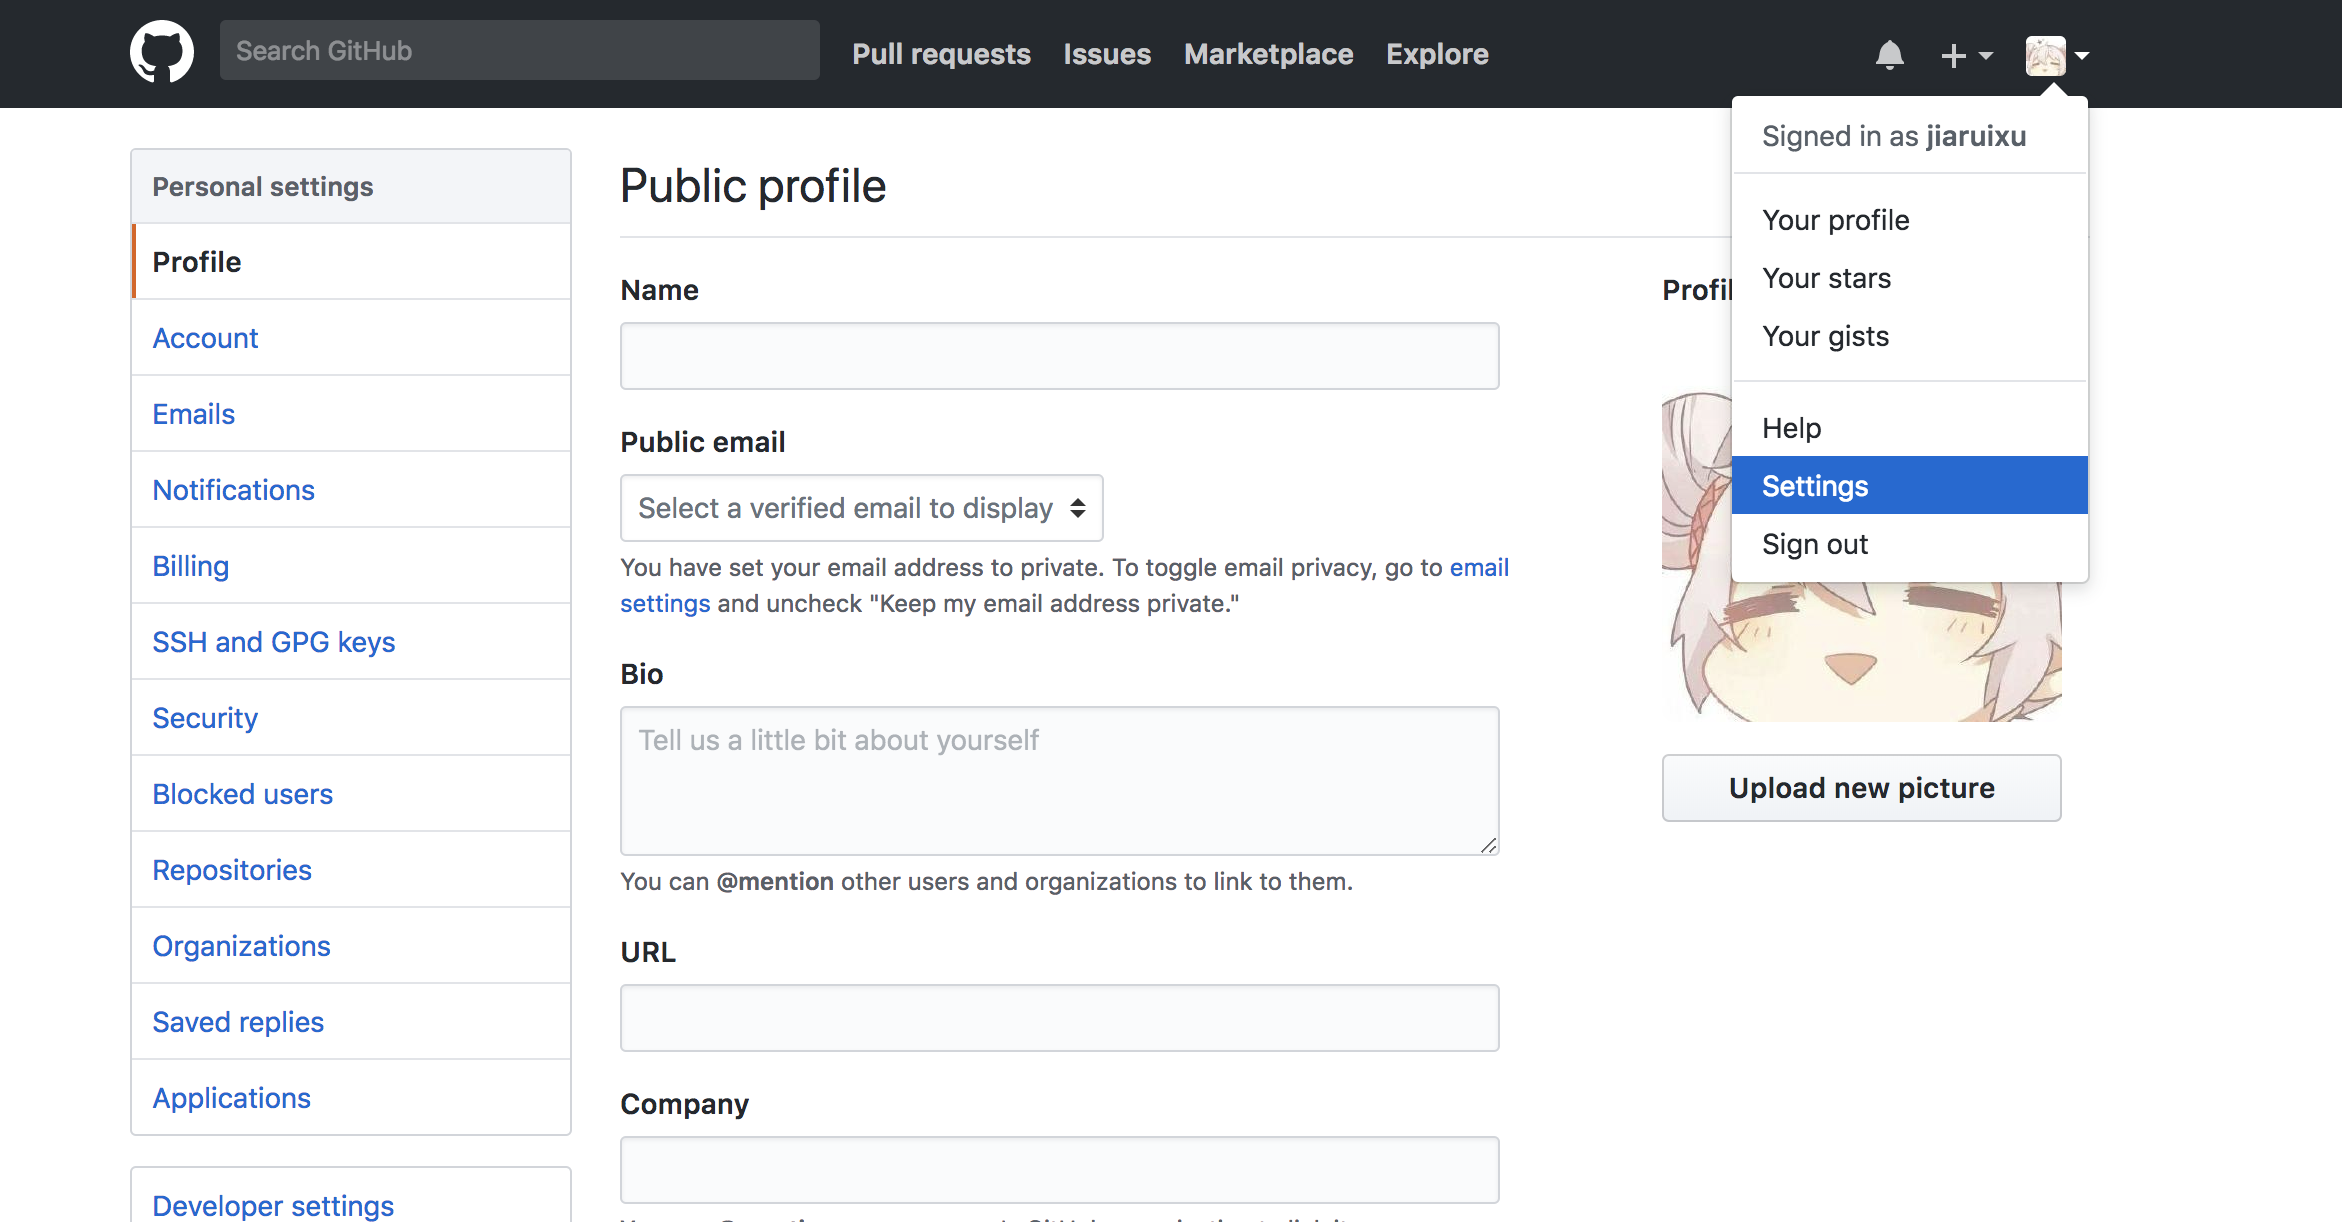 Search GitHub
Pull requests
Issues
Marketplace
Explore
Signed in as jiaruixu
Your profile
Your stars
Your gists
Help
Settings
Sign out
Personal settings
Profile
Account
Emails
Notifications
Billing
SSH and GPG keys
Security
Blocked users
Repositories
Organizations
Saved replies
Applications
Developer settings
Public profile
Name
Public email
Select a verified email to display
You have set your email address to private. To toggle email privacy, go to email
settings and uncheck "Keep my email address private."
Bio
Tell us a little bit about yourself
You can @mention other users and organizations to link to them.
URL
Company
Upload new picture